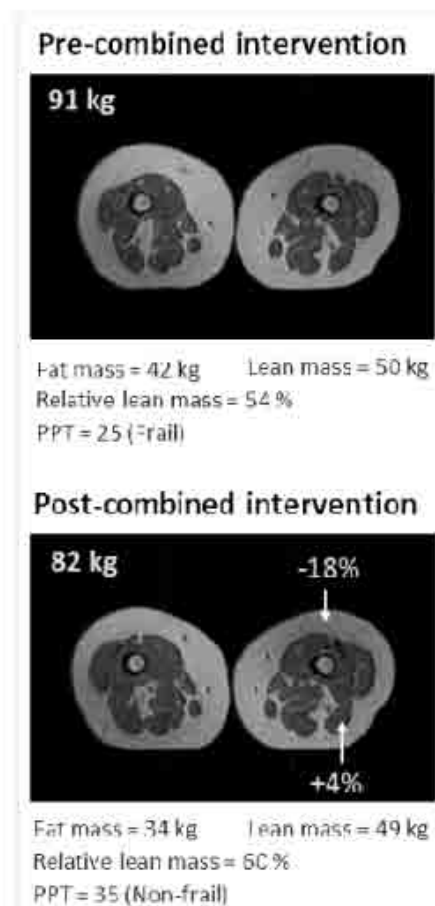 Pre-combined intervention
91 kg
Fat mass = 42 kg Lean mass = 50 kg
Relative lean mass = 54 %
PPT = 25 (Frail)
Post-combined intervention
82 kg
-18%
+4%
Fat mass = 34 kg Lean mass = 49 kg
Relative lean mass = 60 %
PPT = 35 (Non-frail)